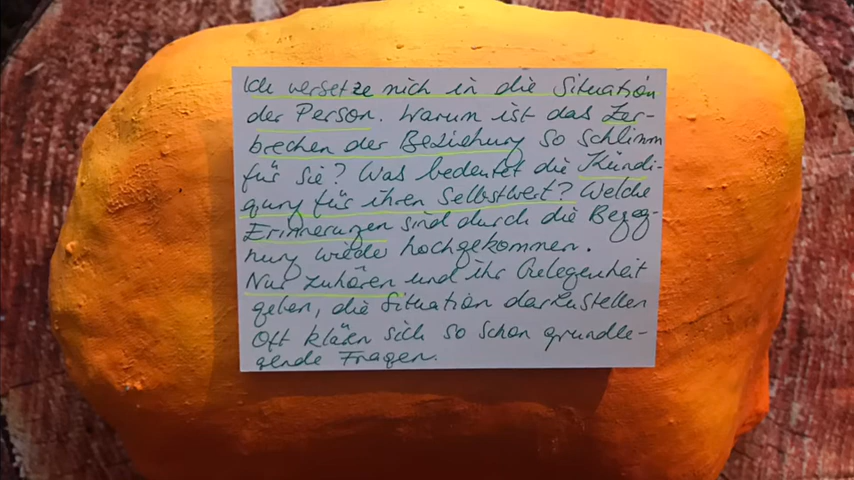 Ich versetze mich in die Situation
der Person. Warum ist das Zer-
brechen der Beziehung so schlimm
für sie? Was bedeutet die Kündi-
gung für ihren Selbstwert? Welche
Erinnerungen sind durch die Begeg-
nung wieder hochgekommen.
Nur zuhören und ihr Gelegenheit
geben, die Situation darzustellen
Oft klären sich so schon grundle-
gende Fragen.